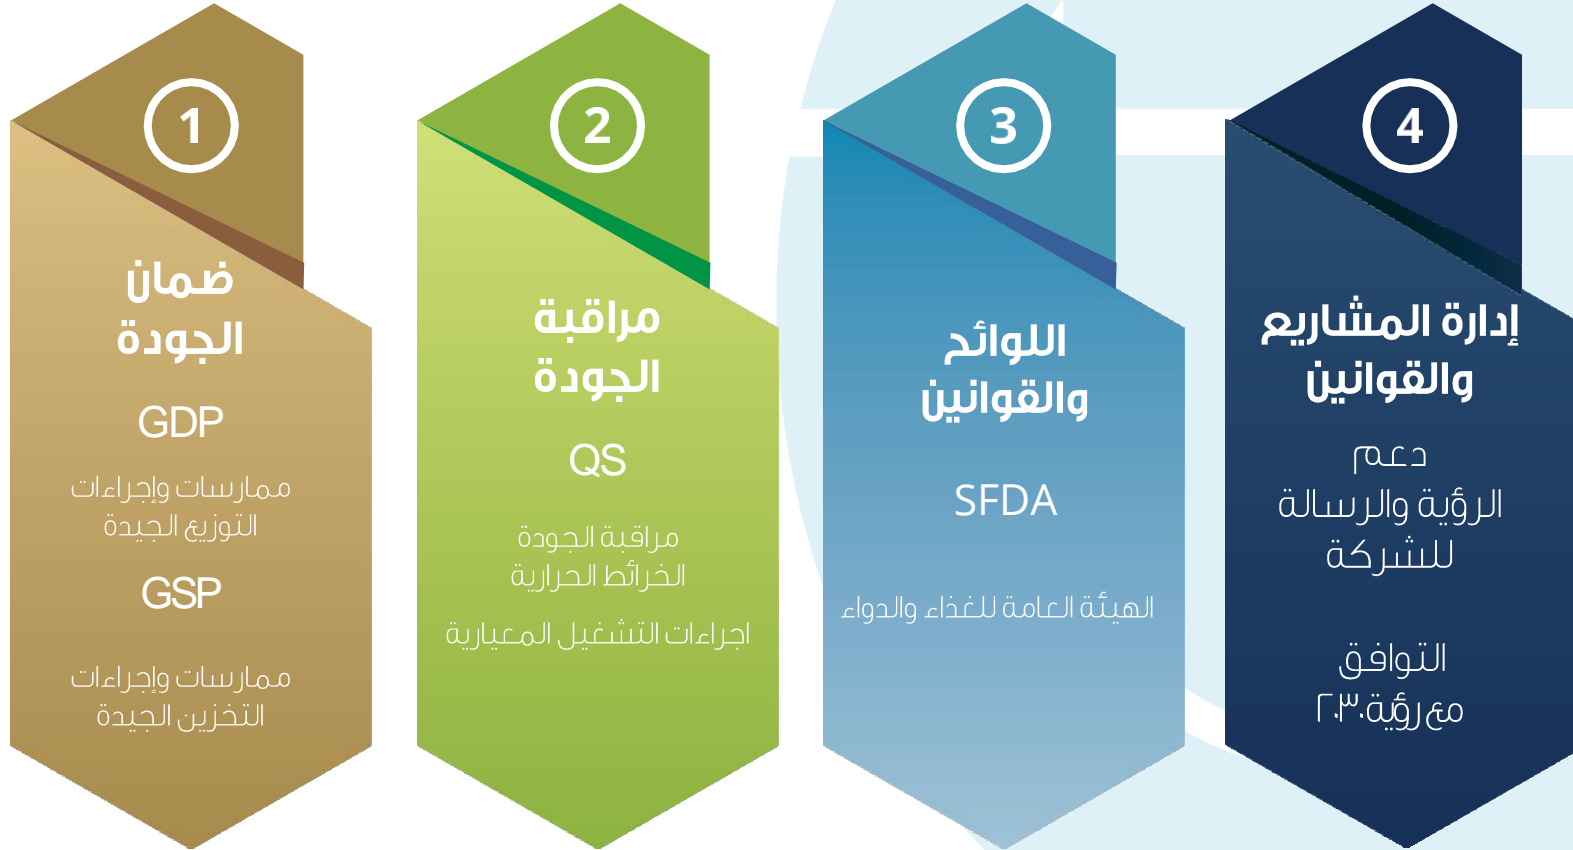 1
ضمان
الجودة
GDP
ممارسات وإجراءات
التوزيع الجيدة
GSP
ممارسات وإجراءات
التخزين الجيدة
2
مراقبة
الجودة
QS
مراقبة الجودة
الخرائط الحرارية
اجراءات التشغيل المعيارية
3
اللوائح
والقوانين
SFDA
الهيئة العامة للغذاء والدواء
4
إدارة المشاريع
والقوانين
دعم
الرؤية والرسالة
للشركة
التوافق
مع رؤية٢٠٣٠